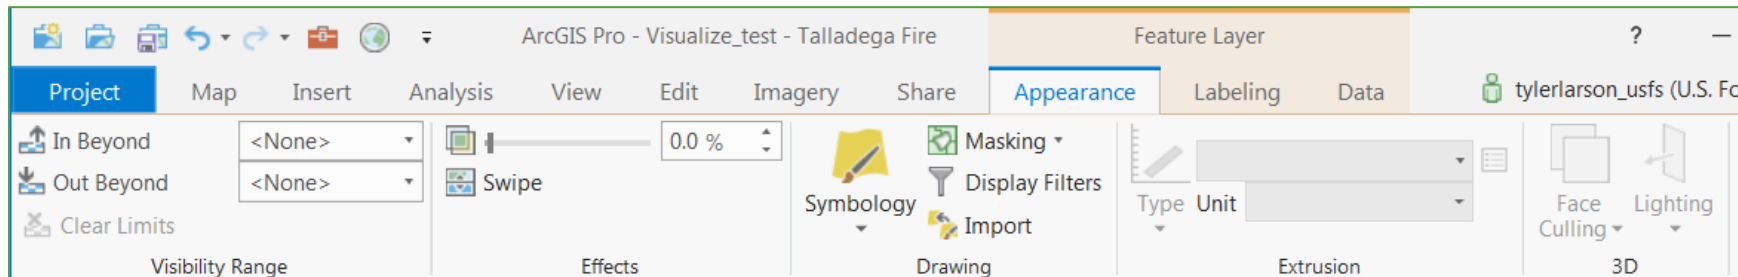 ArcGIS Pro - Visualize_test - Talladega Fire
Feature Layer
?
Project Map Insert Analysis View Edit Imagery Share Appearance Labeling Data tylerlarson_usfs (U.S. Fo
In Beyond <None>
Out Beyond <None>
Clear Limits
Visibility Range
0.0 %
Swipe
Effects
Symbology
Masking
Display Filters
Import
Drawing
Type
Unit
Extrusion
Face
Culling
Lighting
3D